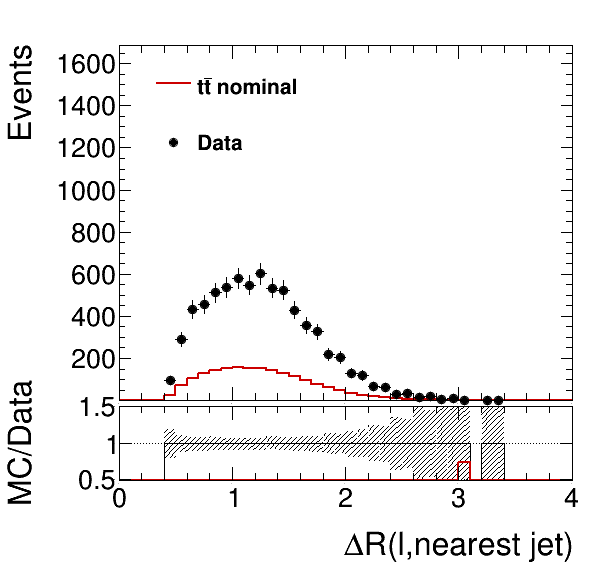 Events
1600
1400
1200
1000
800
600
400
200
tt̄ nominal
Data
MC/Data
1.5
1
0.5
0 1 2 3 4
ΔR(l,nearest jet)